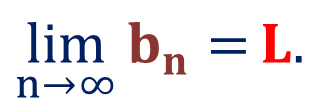 lim bₙ = L.
n→∞